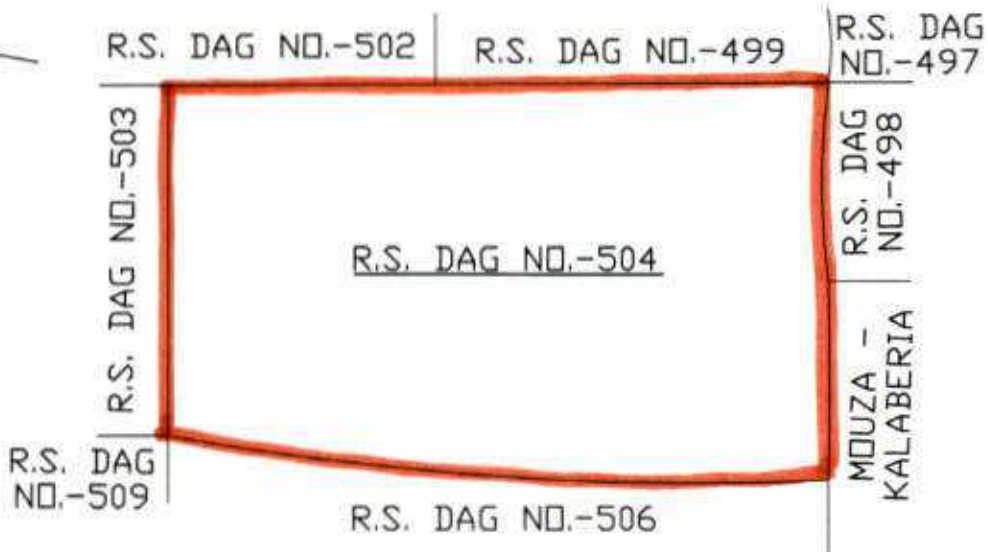 R.S. DAG NO.-502
R.S. DAG NO.-499
R.S. DAG
NO.-497
R.S. DAG NO.-503
R.S. DAG
NO.-498
R.S. DAG NO.-504
MOUZA -
KALABERIA
R.S. DAG
NO.-509
R.S. DAG NO.-506